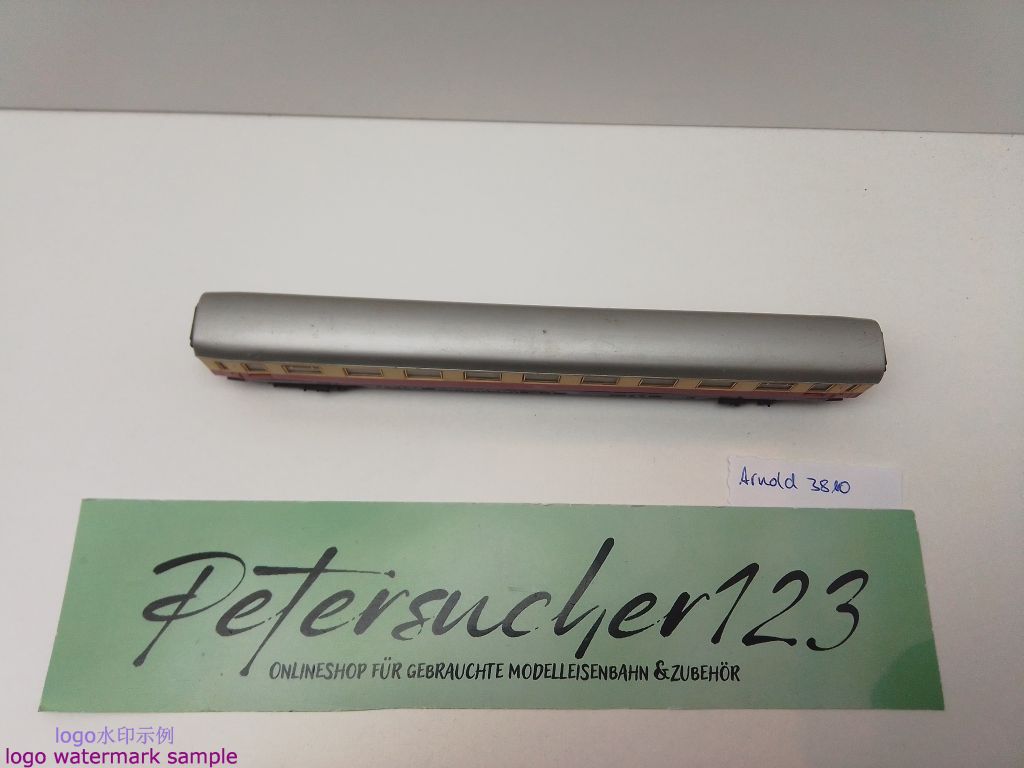 Arnold 3810
Petersucher123
ONLINESHOP FÜR GEBRAUCHTE MODELLEISENBAHN & ZUBEHÖR
logo水印示例
logo watermark sample